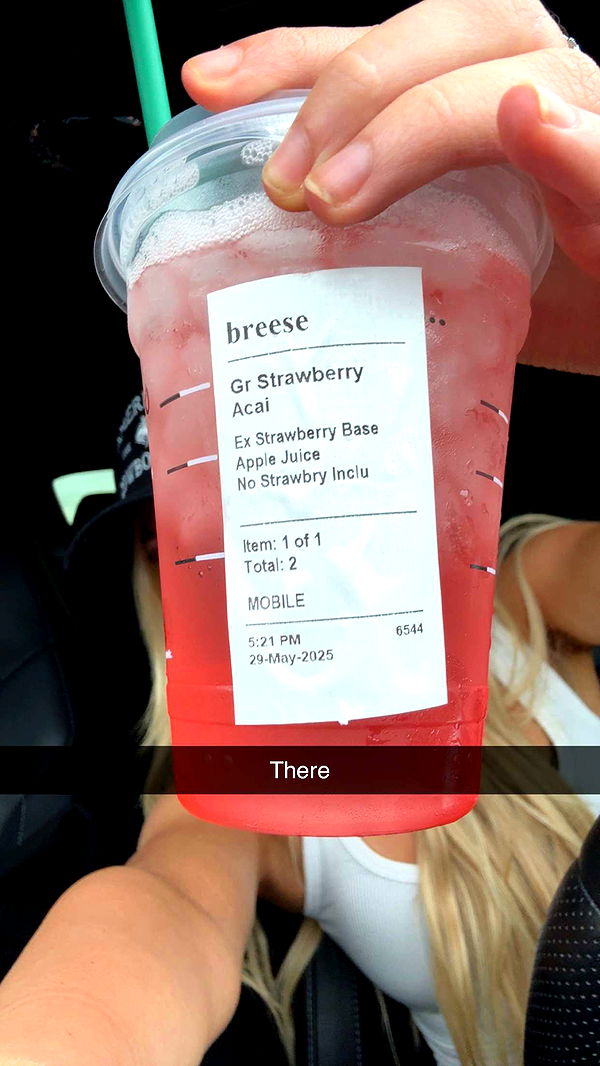 breese
Gr Strawberry
Acai
Ex Strawberry Base
Apple Juice
No Strawbry Inclu
Item: 1 of 1
Total: 2
MOBILE
5:21 PM 6544
29-May-2025
There